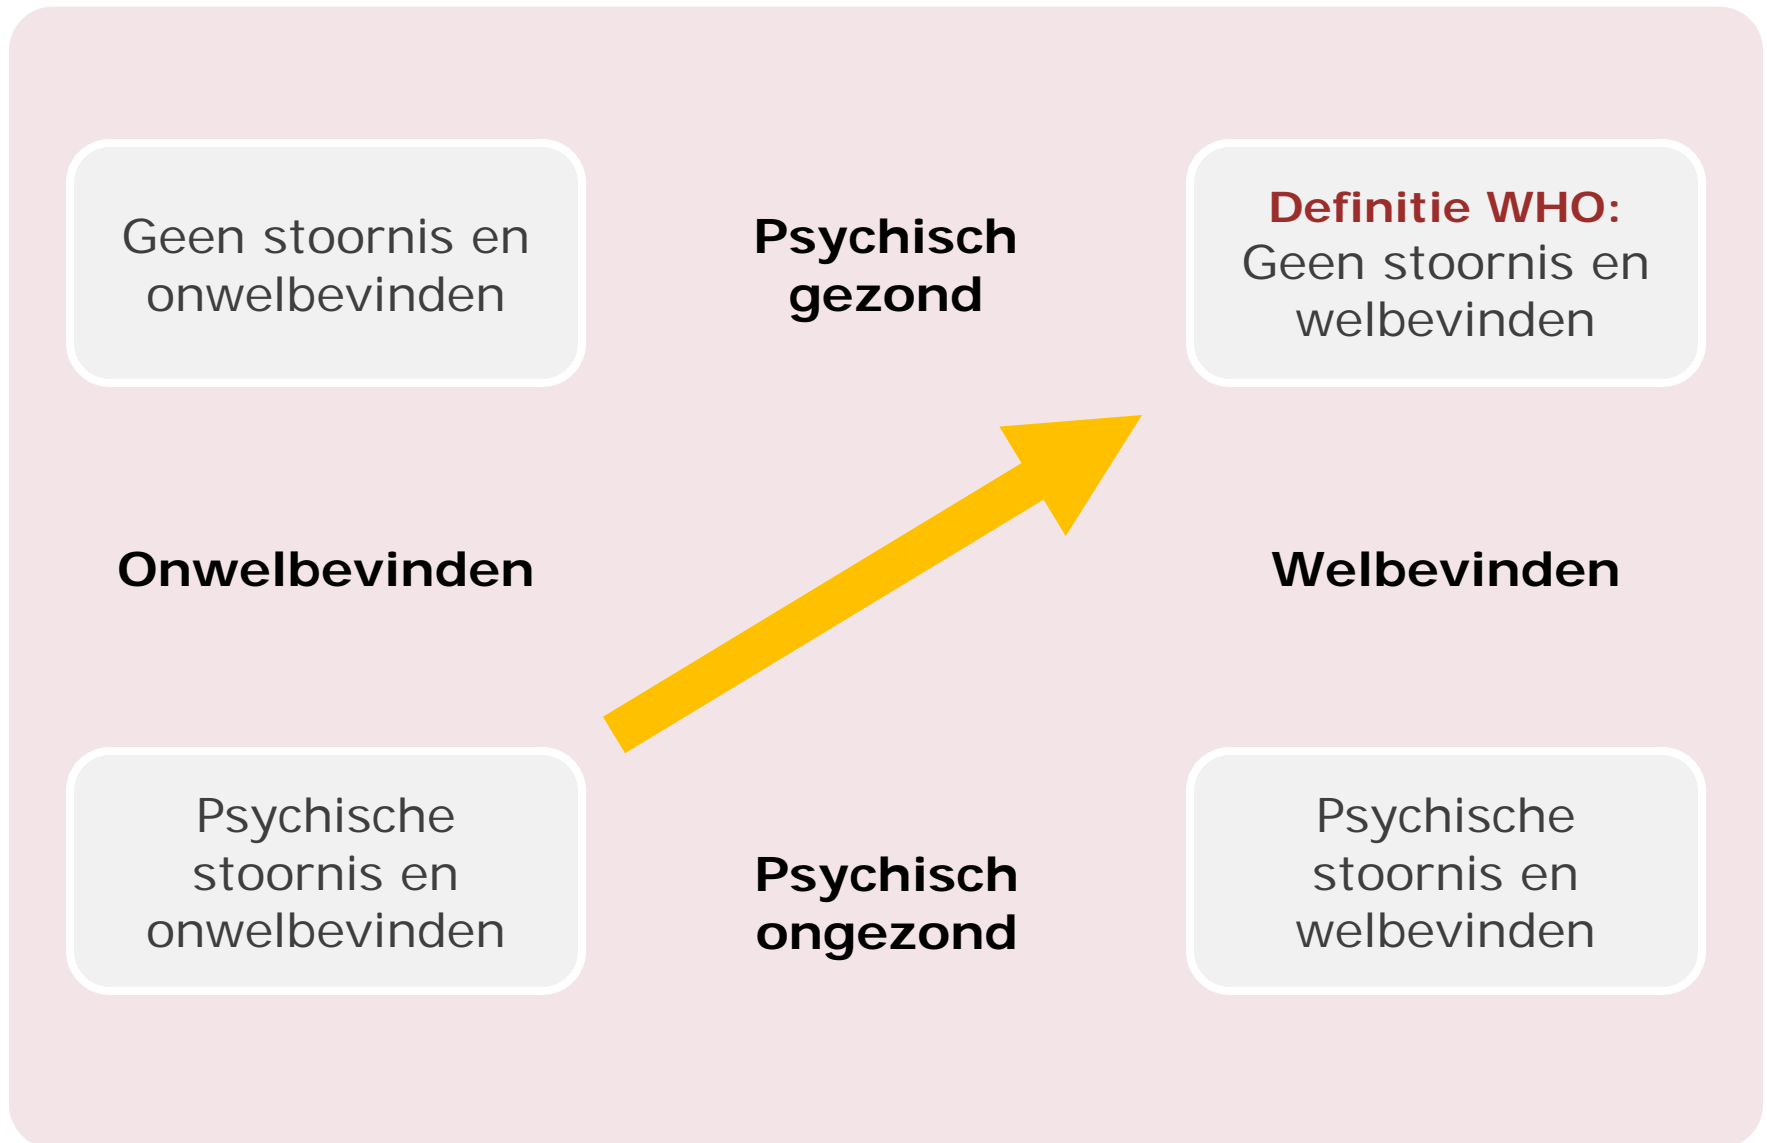 Geen stoornis en
onwelbevinden
Psychisch
gezond
Definitie WHO:
Geen stoornis en
welbevinden
Onwelbevinden
Welbevinden
Psychische
stoornis en
onwelbevinden
Psychisch
ongezond
Psychische
stoornis en
welbevinden